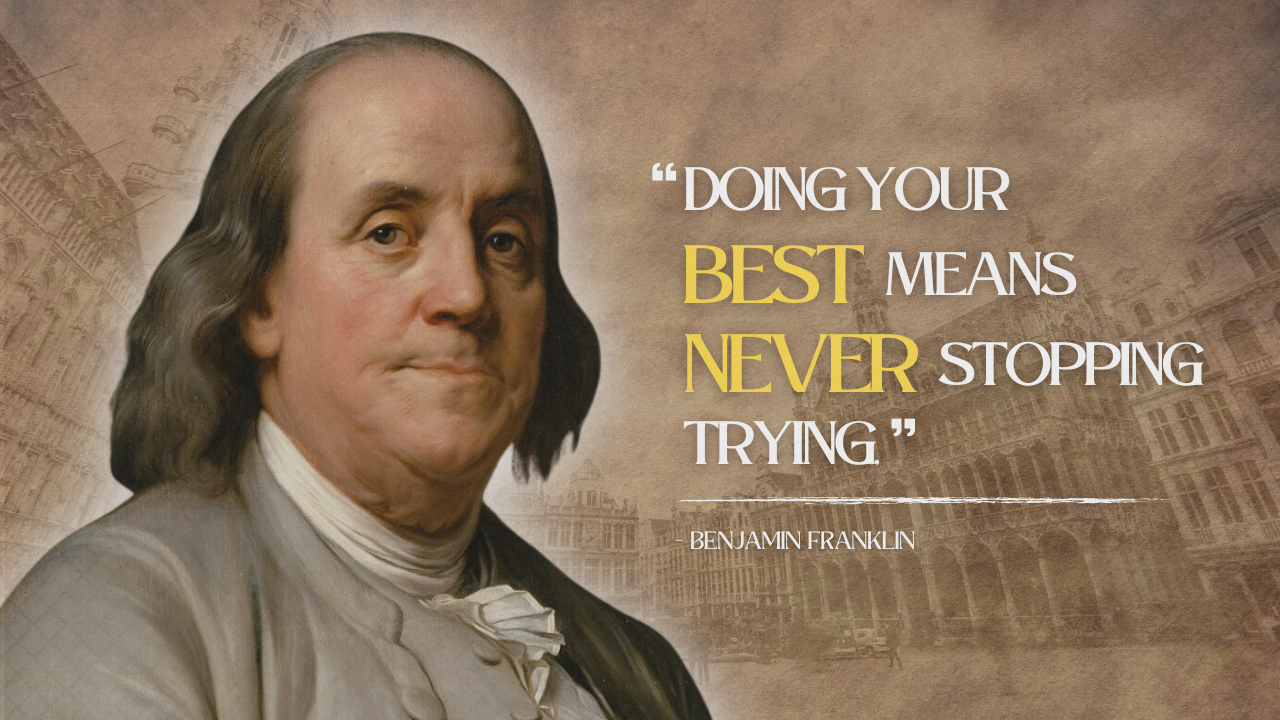 “DOING YOUR
BEST MEANS
NEVER STOPPING
TRYING.”
- BENJAMIN FRANKLIN